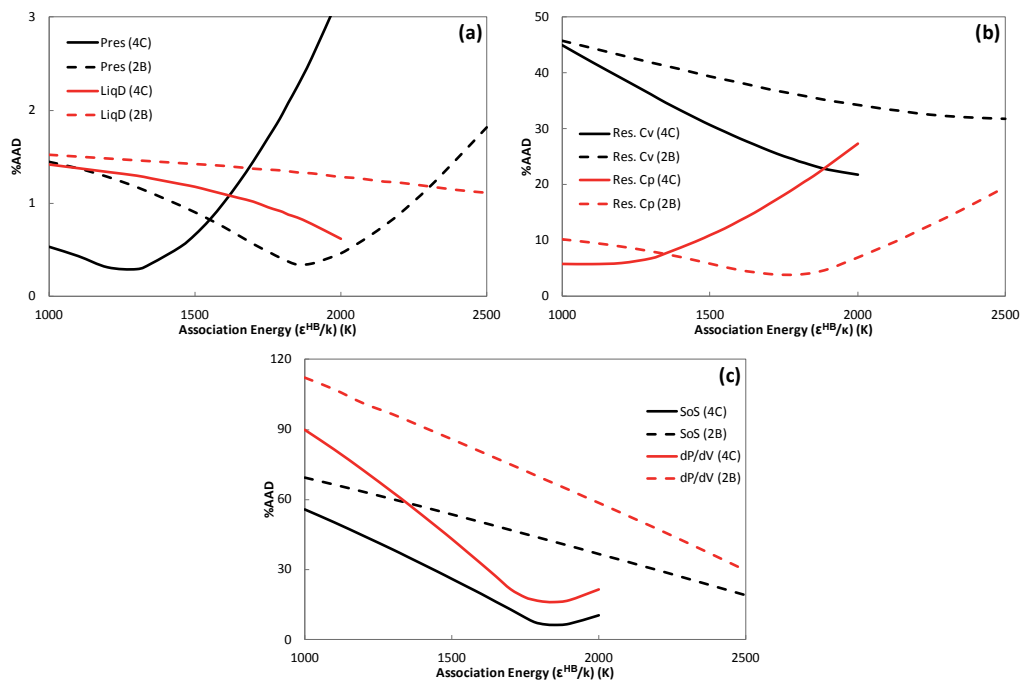 (a)
%AAD
3
2
1
0
Pres (4C)
Pres (2B)
LiqD (4C)
LiqD (2B)
1000 1500 2000 2500
Association Energy (ε^HB/k) (K)
(b)
%AAD
50
40
30
20
10
0
Res. Cv (4C)
Res. Cv (2B)
Res. Cp (4C)
Res. Cp (2B)
1000 1500 2000 2500
Association Energy (ε^HB/κ) (K)
(c)
%AAD
120
90
60
30
0
SoS (4C)
SoS (2B)
dP/dV (4C)
dP/dV (2B)
1000 1500 2000 2500
Association Energy (ε^HB/k) (K)